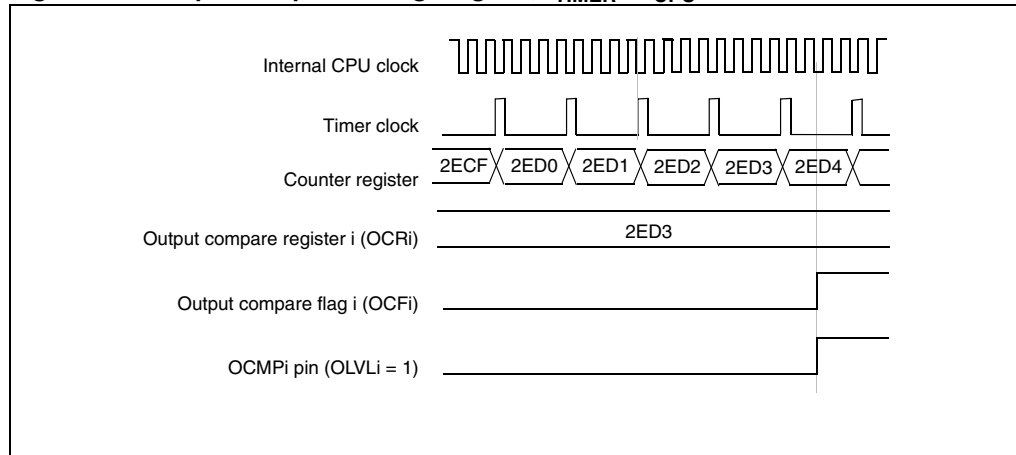 Internal CPU clock
Timer clock
Counter register
2ECF 2ED0 2ED1 2ED2 2ED3 2ED4
Output compare register i (OCRi)
2ED3
Output compare flag i (OCFi)
OCMPi pin (OLVLi = 1)